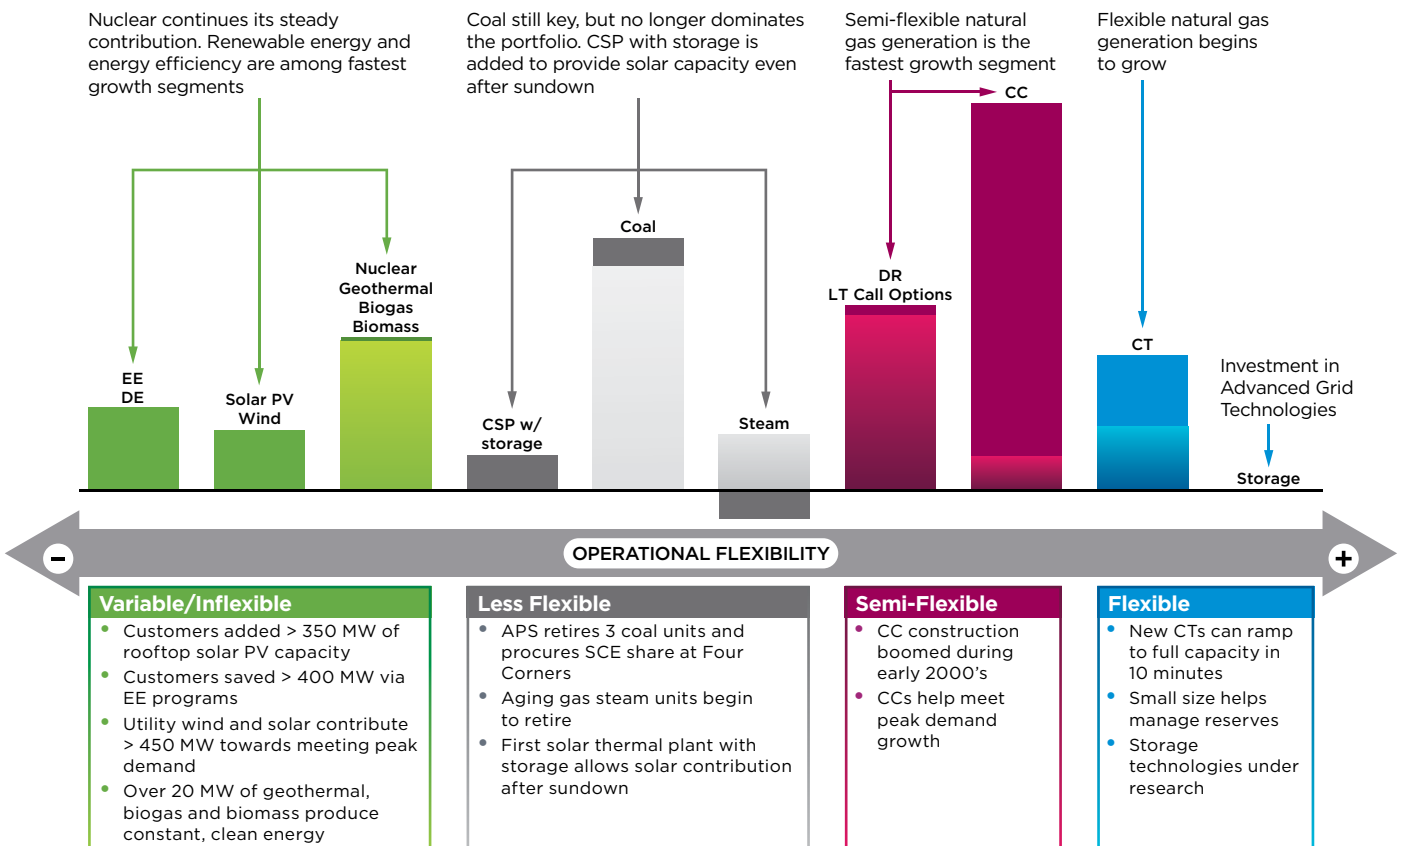 Nuclear continues its steady
contribution. Renewable energy and
energy efficiency are among fastest
growth segments
Coal still key, but no longer dominates
the portfolio. CSP with storage is
added to provide solar capacity even
after sundown
Semi-flexible natural
gas generation is the
fastest growth segment
Flexible natural gas
generation begins
to grow
EE
DE
Solar PV
Wind
Nuclear
Geothermal
Biogas
Biomass
CSP w/
storage
Coal
Steam
DR
LT Call Options
CC
CT
Investment in
Advanced Grid
Technologies
Storage
-
OPERATIONAL FLEXIBILITY
+
Variable/Inflexible
• Customers added > 350 MW of
rooftop solar PV capacity
• Customers saved > 400 MW via
EE programs
• Utility wind and solar contribute
> 450 MW towards meeting peak
demand
• Over 20 MW of geothermal,
biogas and biomass produce
constant, clean energy
Less Flexible
• APS retires 3 coal units and
procures SCE share at Four
Corners
• Aging gas steam units begin
to retire
• First solar thermal plant with
storage allows solar contribution
after sundown
Semi-Flexible
• CC construction
boomed during
early 2000's
• CCs help meet
peak demand
growth
Flexible
• New CTs can ramp
to full capacity in
10 minutes
• Small size helps
manage reserves
• Storage
technologies under
research